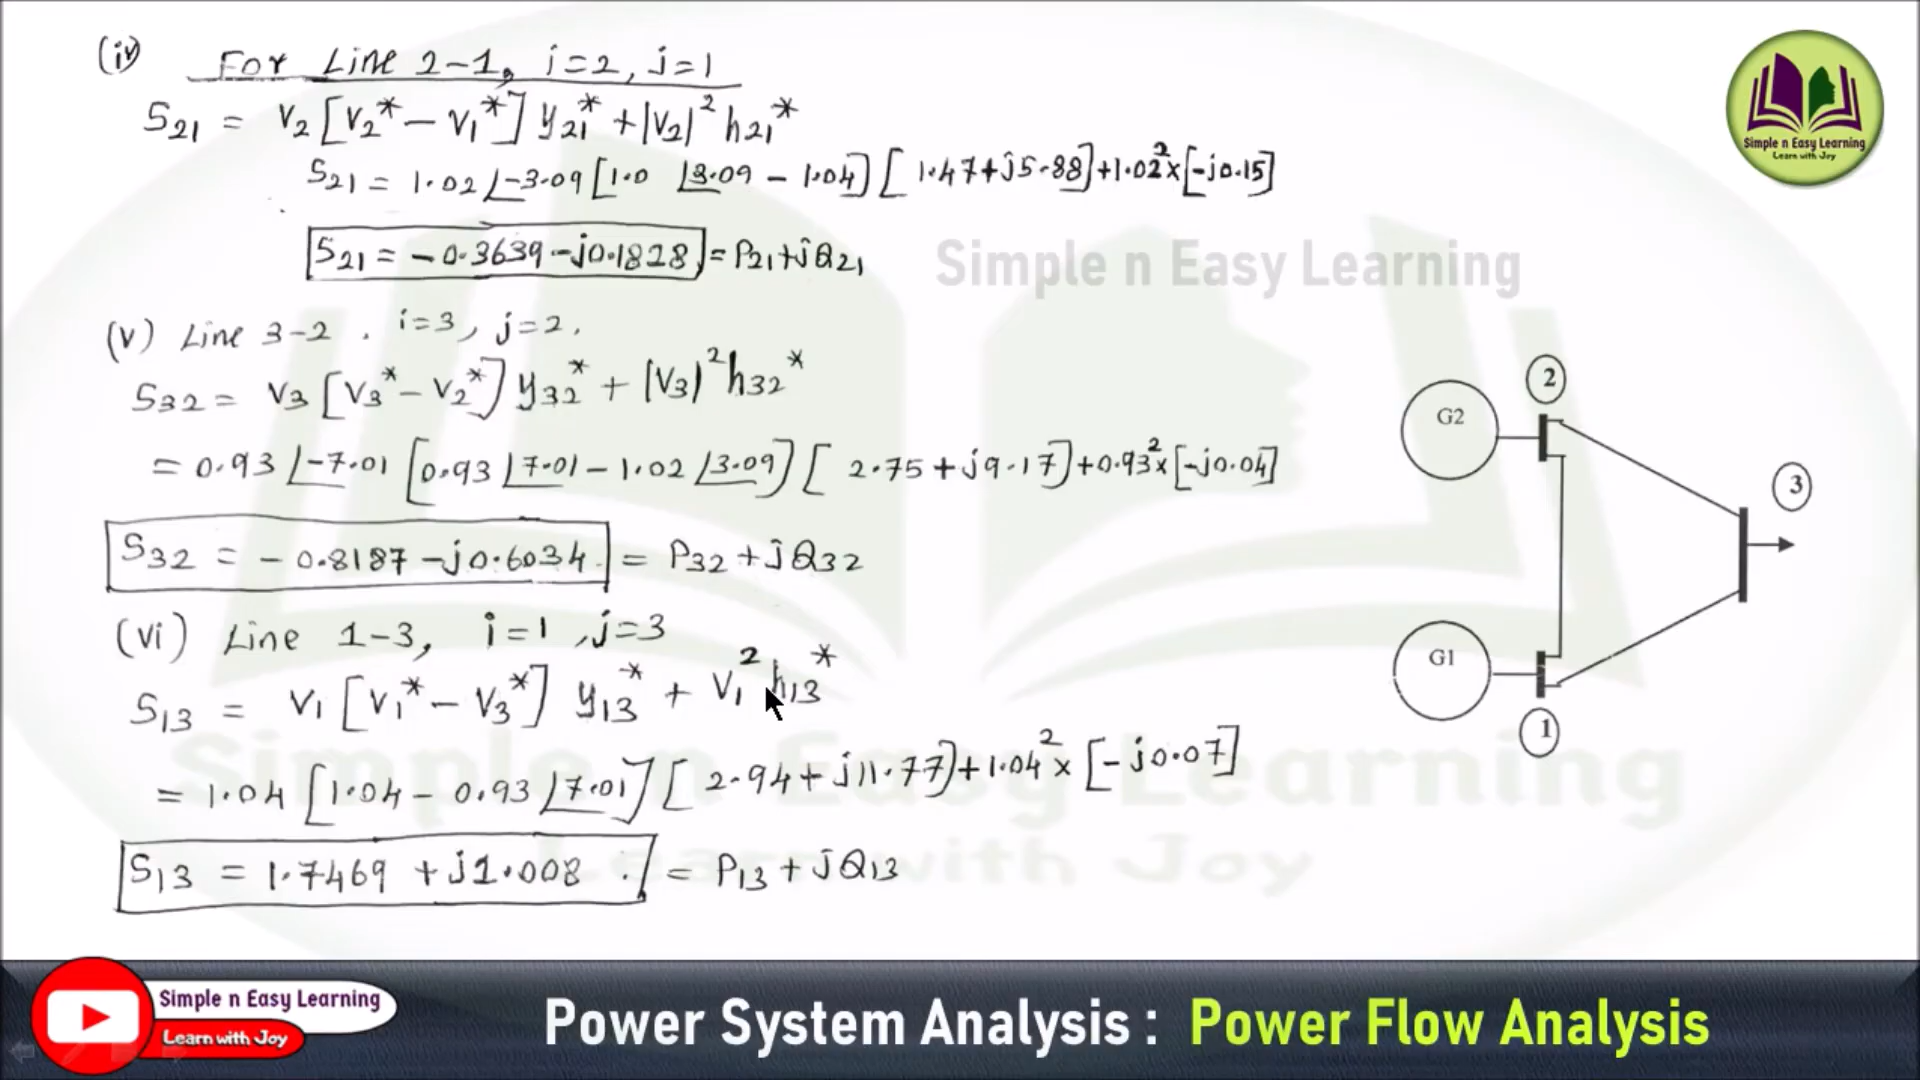 (iv) For Line 2-1, i=2, j=1
S21 = V2 [V2* - V1*] y21* + |V2|² h21*
S21 = 1.02 ∠-3.09 [1.0 ∠3.09 - 1.04] [1.47+j5.88] + 1.02² × [-j0.15]
S21 = -0.3639 - j0.1828 = P21+jQ21
(v) Line 3-2. i=3, j=2.
S32 = V3 [V3* - V2*] y32* + |V3|² h32*
= 0.93 ∠-7.01 [0.93 ∠7.01 - 1.02 ∠3.09] [2.75 + j9.17] + 0.93² × [-j0.04]
S32 = -0.8187 - j0.6034 = P32 + jQ32
(vi) Line 1-3, i=1, j=3
S13 = V1 [V1* - V3*] y13* + V1² h13*
= 1.04 [1.04 - 0.93 ∠7.01] [2.94 + j11.77] + 1.04² × [-j0.07]
S13 = 1.7469 + j1.008 . = P13 + jQ13
Simple n Easy Learning
Learn with Joy
Simple n Easy Learning
Simple n Easy Learning
Learn with Joy
G2
2
3
G1
1
Simple n Easy Learning
Learn with Joy
Power System Analysis : Power Flow Analysis